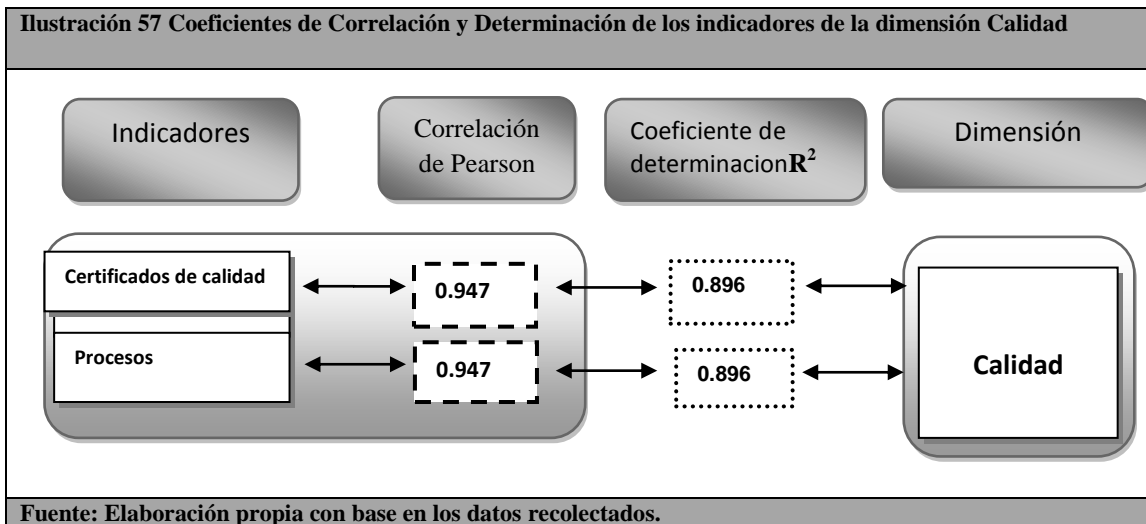 Ilustración 57 Coeficientes de Correlación y Determinación de los indicadores de la dimensión Calidad
Indicadores
Correlación
de Pearson
Coeficiente de
determinacionR²
Dimensión
Certificados de calidad
0.947
0.896
Procesos
0.947
0.896
Calidad
Fuente: Elaboración propia con base en los datos recolectados.